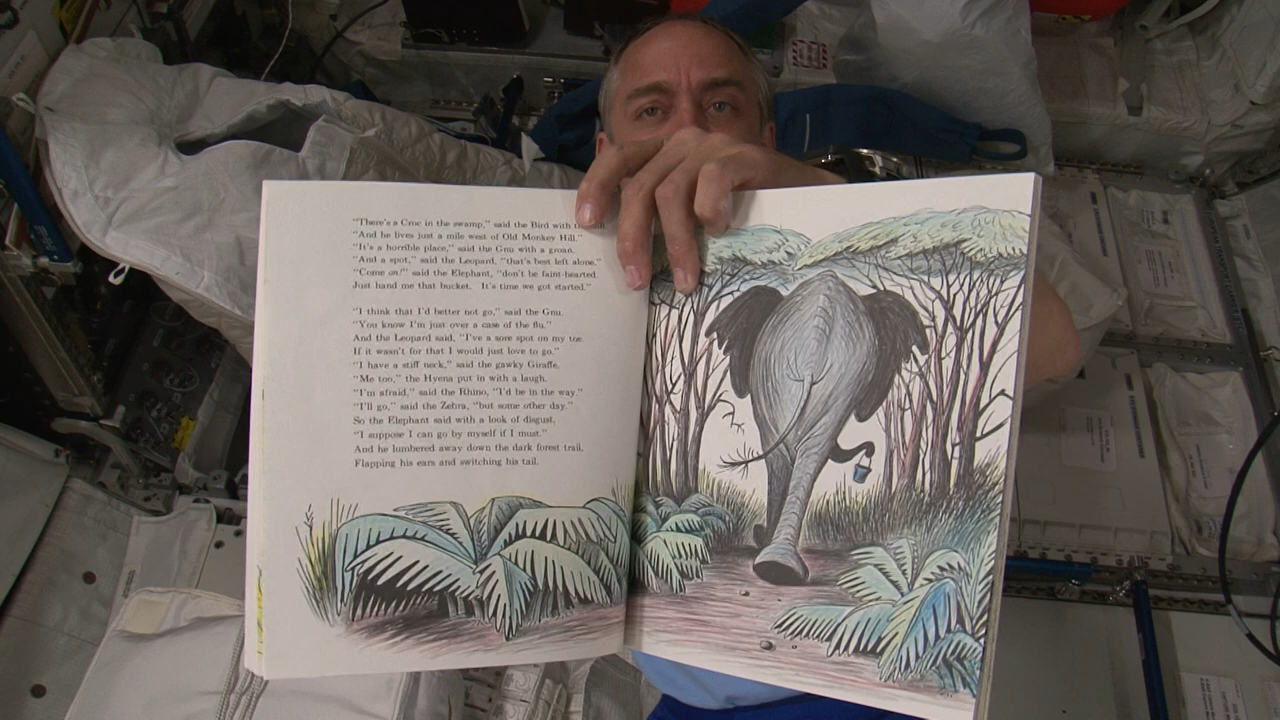 "There's a Croc in the swamp," said the Bird with
"And he lives just a mile west of Old Monkey Hill."
"It's a horrible place," said the Gnu with a groan.
"And a spot," said the Leopard, "that's best left alone."
"Come on!" said the Elephant, "don't be faint-hearted.
Just hand me that bucket. It's time we got started."
"I think that I'd better not go," said the Gnu.
"You know I'm just over a case of the flu."
And the Leopard said, "I've a sore spot on my toe.
If it wasn't for that I would just love to go."
"I have a stiff neck," said the gawky Giraffe.
"Me too," the Hyena put in with a laugh.
"I'm afraid," said the Rhino, "I'd be in the way."
"I'll go," said the Zebra, "but some other day."
So the Elephant said with a look of disgust,
"I suppose I can go by myself if I must."
And he lumbered away down the dark forest trail,
Flapping his ears and switching his tail.